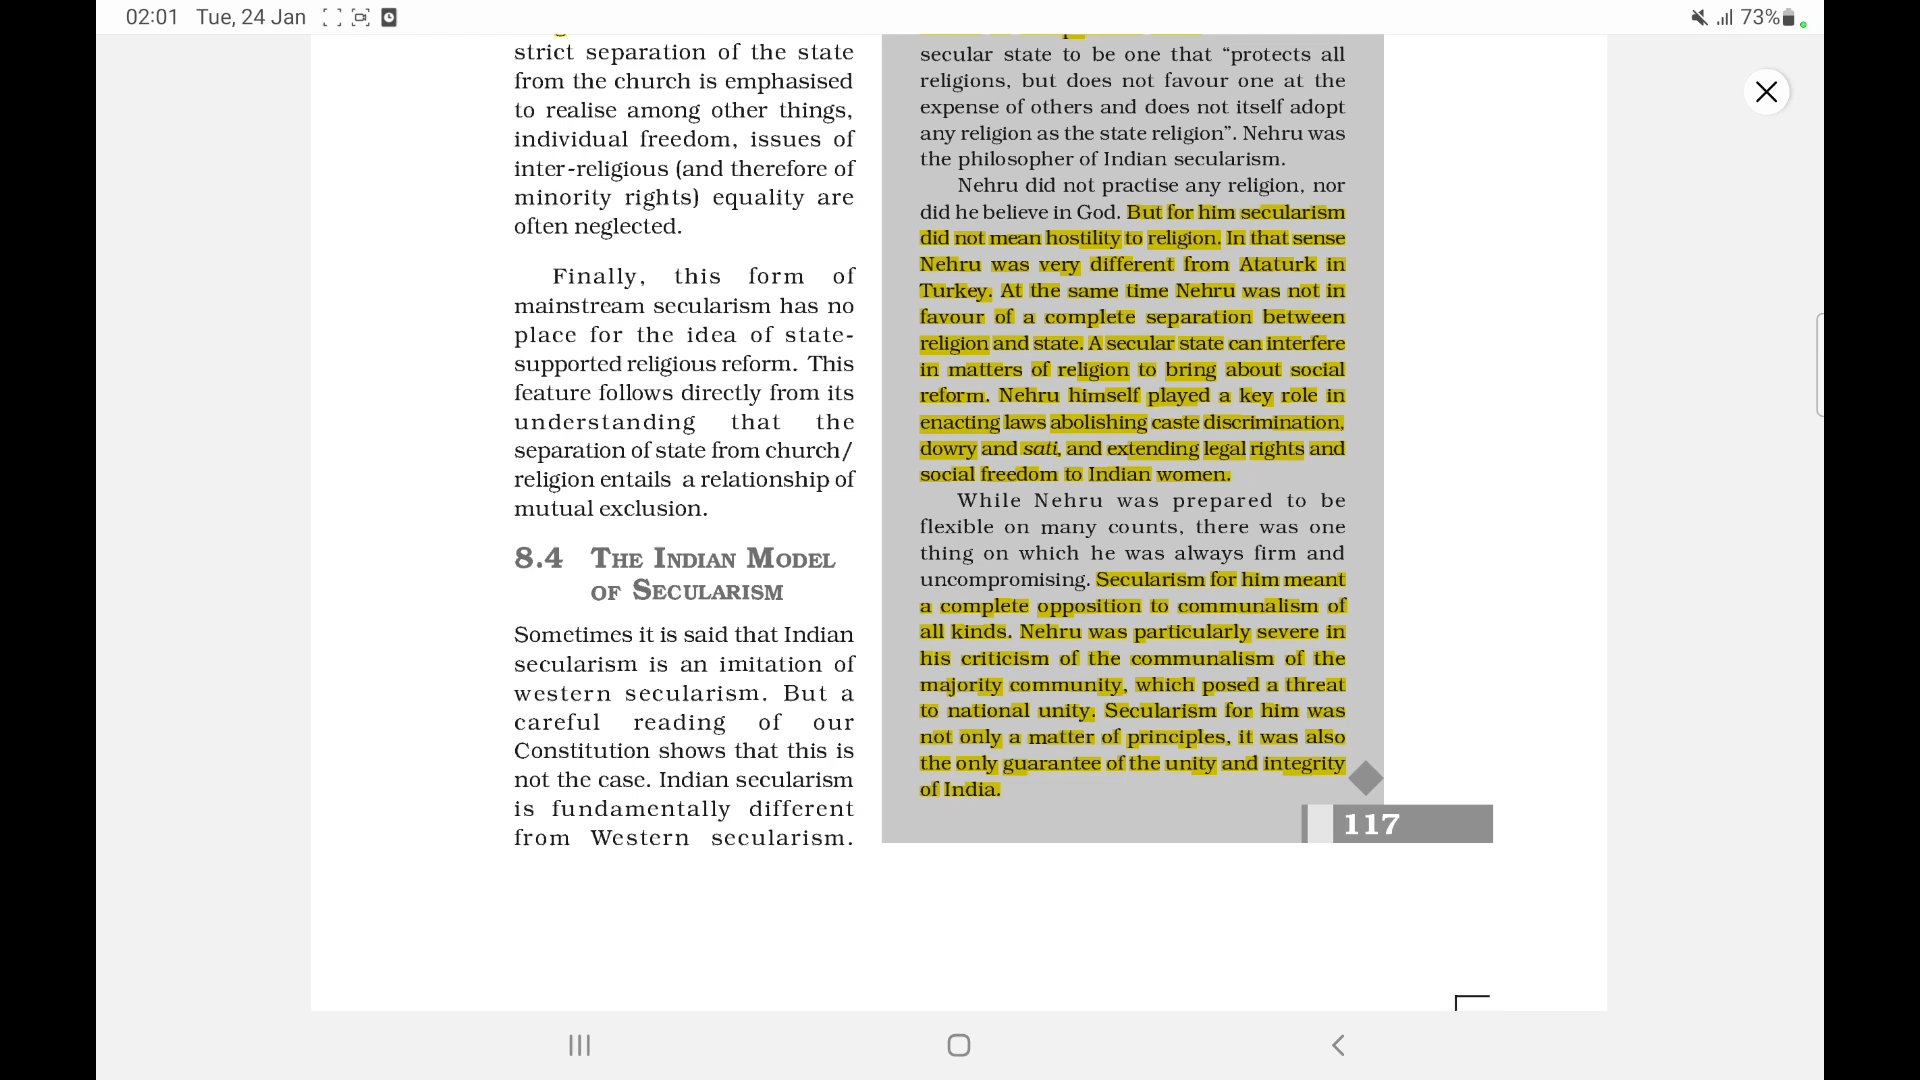 02:01 Tue, 24 Jan
73%
strict separation of the state
from the church is emphasised
to realise among other things,
individual freedom, issues of
inter-religious (and therefore of
minority rights) equality are
often neglected.
Finally, this form of
mainstream secularism has no
place for the idea of state-
supported religious reform. This
feature follows directly from its
understanding that the
separation of state from church/
religion entails a relationship of
mutual exclusion.
8.4 THE INDIAN MODEL
OF SECULARISM
Sometimes it is said that Indian
secularism is an imitation of
western secularism. But a
careful reading of our
Constitution shows that this is
not the case. Indian secularism
is fundamentally different
from Western secularism.
secular state to be one that “protects all
religions, but does not favour one at the
expense of others and does not itself adopt
any religion as the state religion”. Nehru was
the philosopher of Indian secularism.
Nehru did not practise any religion, nor
did he believe in God. But for him secularism
did not mean hostility to religion. In that sense
Nehru was very different from Ataturk in
Turkey. At the same time Nehru was not in
favour of a complete separation between
religion and state. A secular state can interfere
in matters of religion to bring about social
reform. Nehru himself played a key role in
enacting laws abolishing caste discrimination,
dowry and sati, and extending legal rights and
social freedom to Indian women.
While Nehru was prepared to be
flexible on many counts, there was one
thing on which he was always firm and
uncompromising. Secularism for him meant
a complete opposition to communalism of
all kinds. Nehru was particularly severe in
his criticism of the communalism of the
majority community, which posed a threat
to national unity. Secularism for him was
not only a matter of principles, it was also
the only guarantee of the unity and integrity
of India.
117